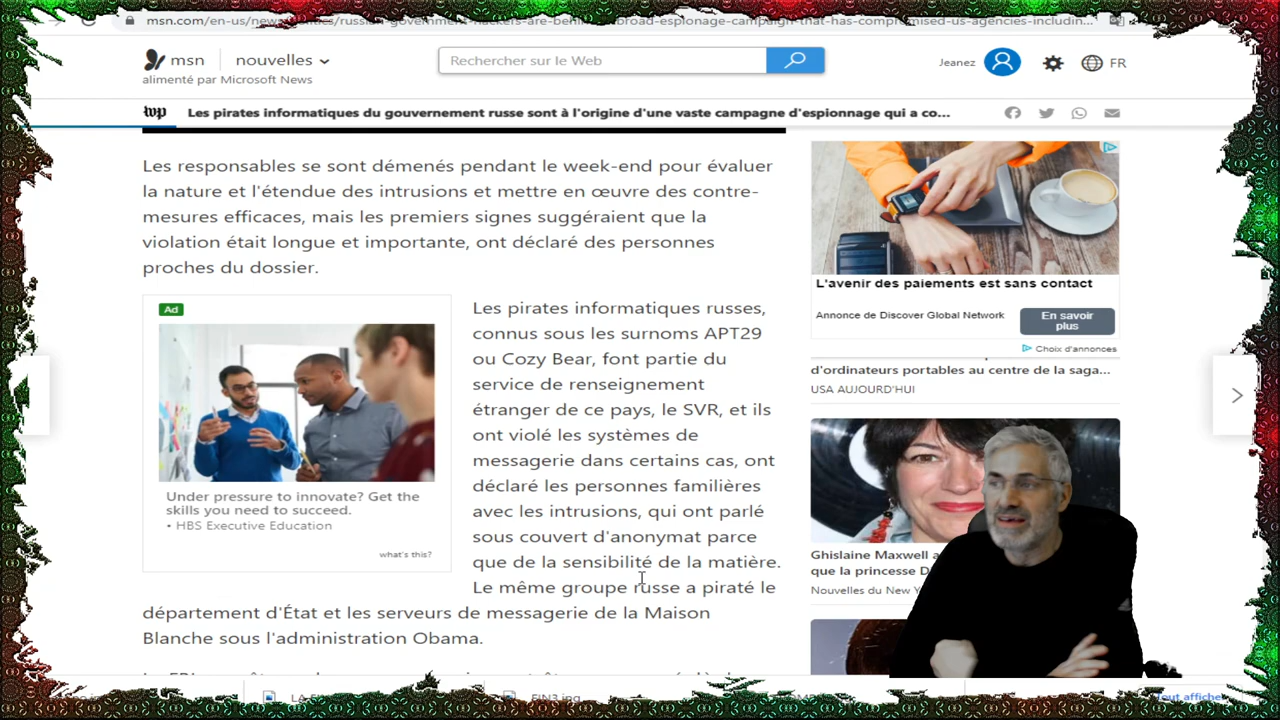 msn.com/en-us/new
russian-government-hackers-are-behin
broad-espionage-campaign-that-has-compromised-us-agencies-includin...
msn
nouvelles
alimenté par Microsoft News
Rechercher sur le Web
Jeanez
FR
wp
Les pirates informatiques du gouvernement russe sont à l'origine d'une vaste campagne d'espionnage qui a co...
Les responsables se sont démenés pendant le week-end pour évaluer
la nature et l'étendue des intrusions et mettre en œuvre des contre-
mesures efficaces, mais les premiers signes suggéraient que la
violation était longue et importante, ont déclaré des personnes
proches du dossier.
Ad
Under pressure to innovate? Get the
skills you need to succeed.
• HBS Executive Education
what's this?
Les pirates informatiques russes,
connus sous les surnoms APT29
ou Cozy Bear, font partie du
service de renseignement
étranger de ce pays, le SVR, et ils
ont violé les systèmes de
messagerie dans certains cas, ont
déclaré les personnes familières
avec les intrusions, qui ont parlé
sous couvert d'anonymat parce
que de la sensibilité de la matière.
Le même groupe russe a piraté le
département d'État et les serveurs de messagerie de la Maison
Blanche sous l'administration Obama.
L'avenir des paiements est sans contact
Annonce de Discover Global Network
En savoir
plus
Choix d'annonces
d'ordinateurs portables au centre de la saga...
USA AUJOURD'HUI
Ghislaine Maxwell a
que la princesse D
Nouvelles du New Y
FIN3.jpg
Tout affiche